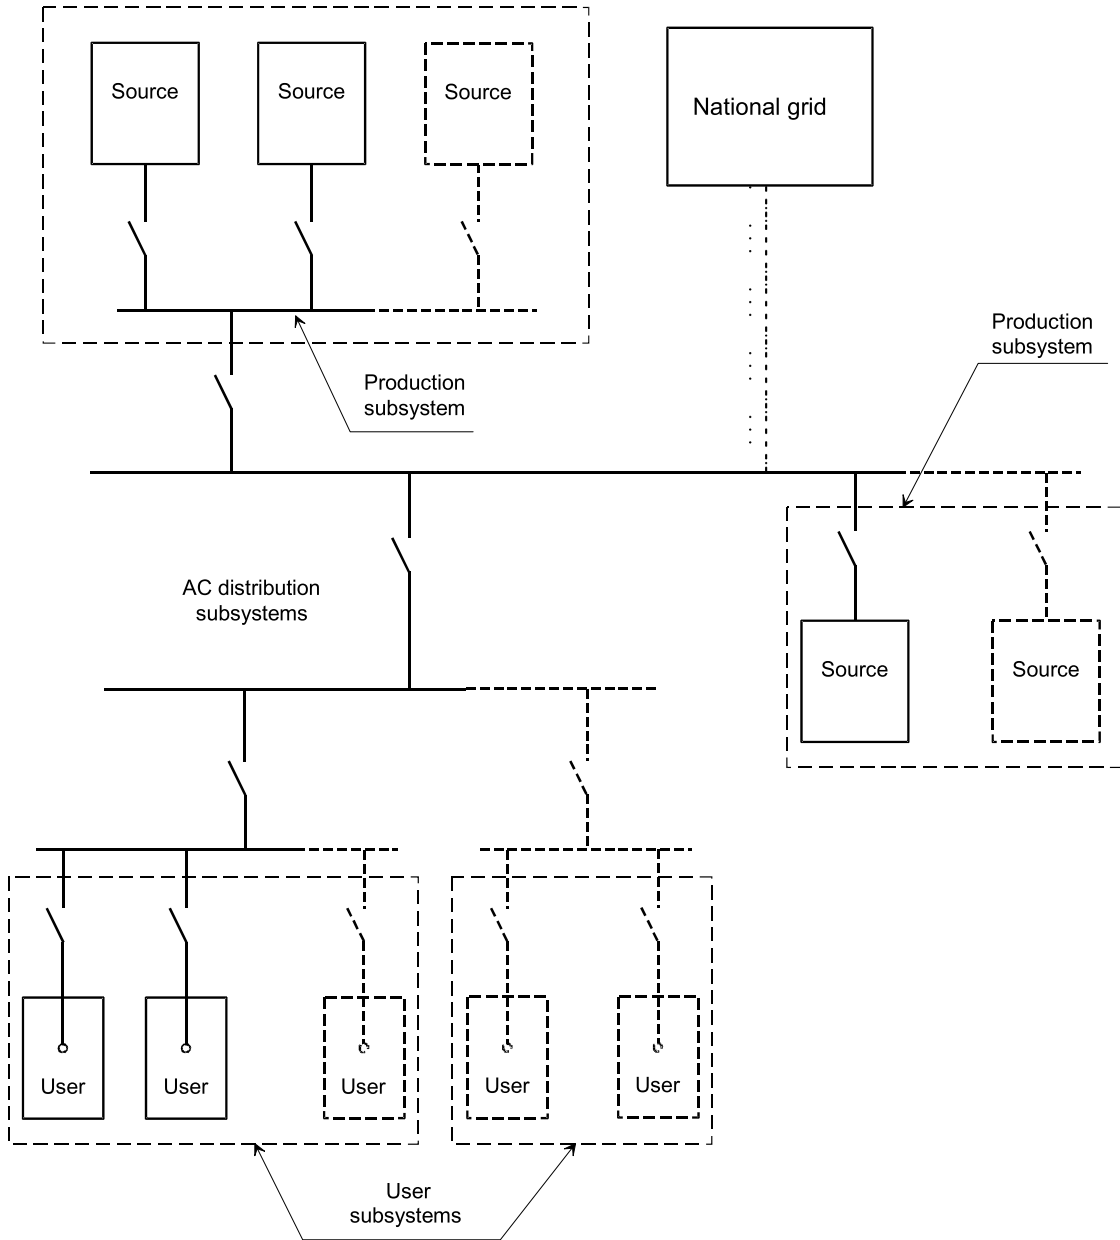 Source
Source
Source
National grid
Production
subsystem
Production
subsystem
AC distribution
subsystems
Source
Source
User
User
User
User
User
User
subsystems